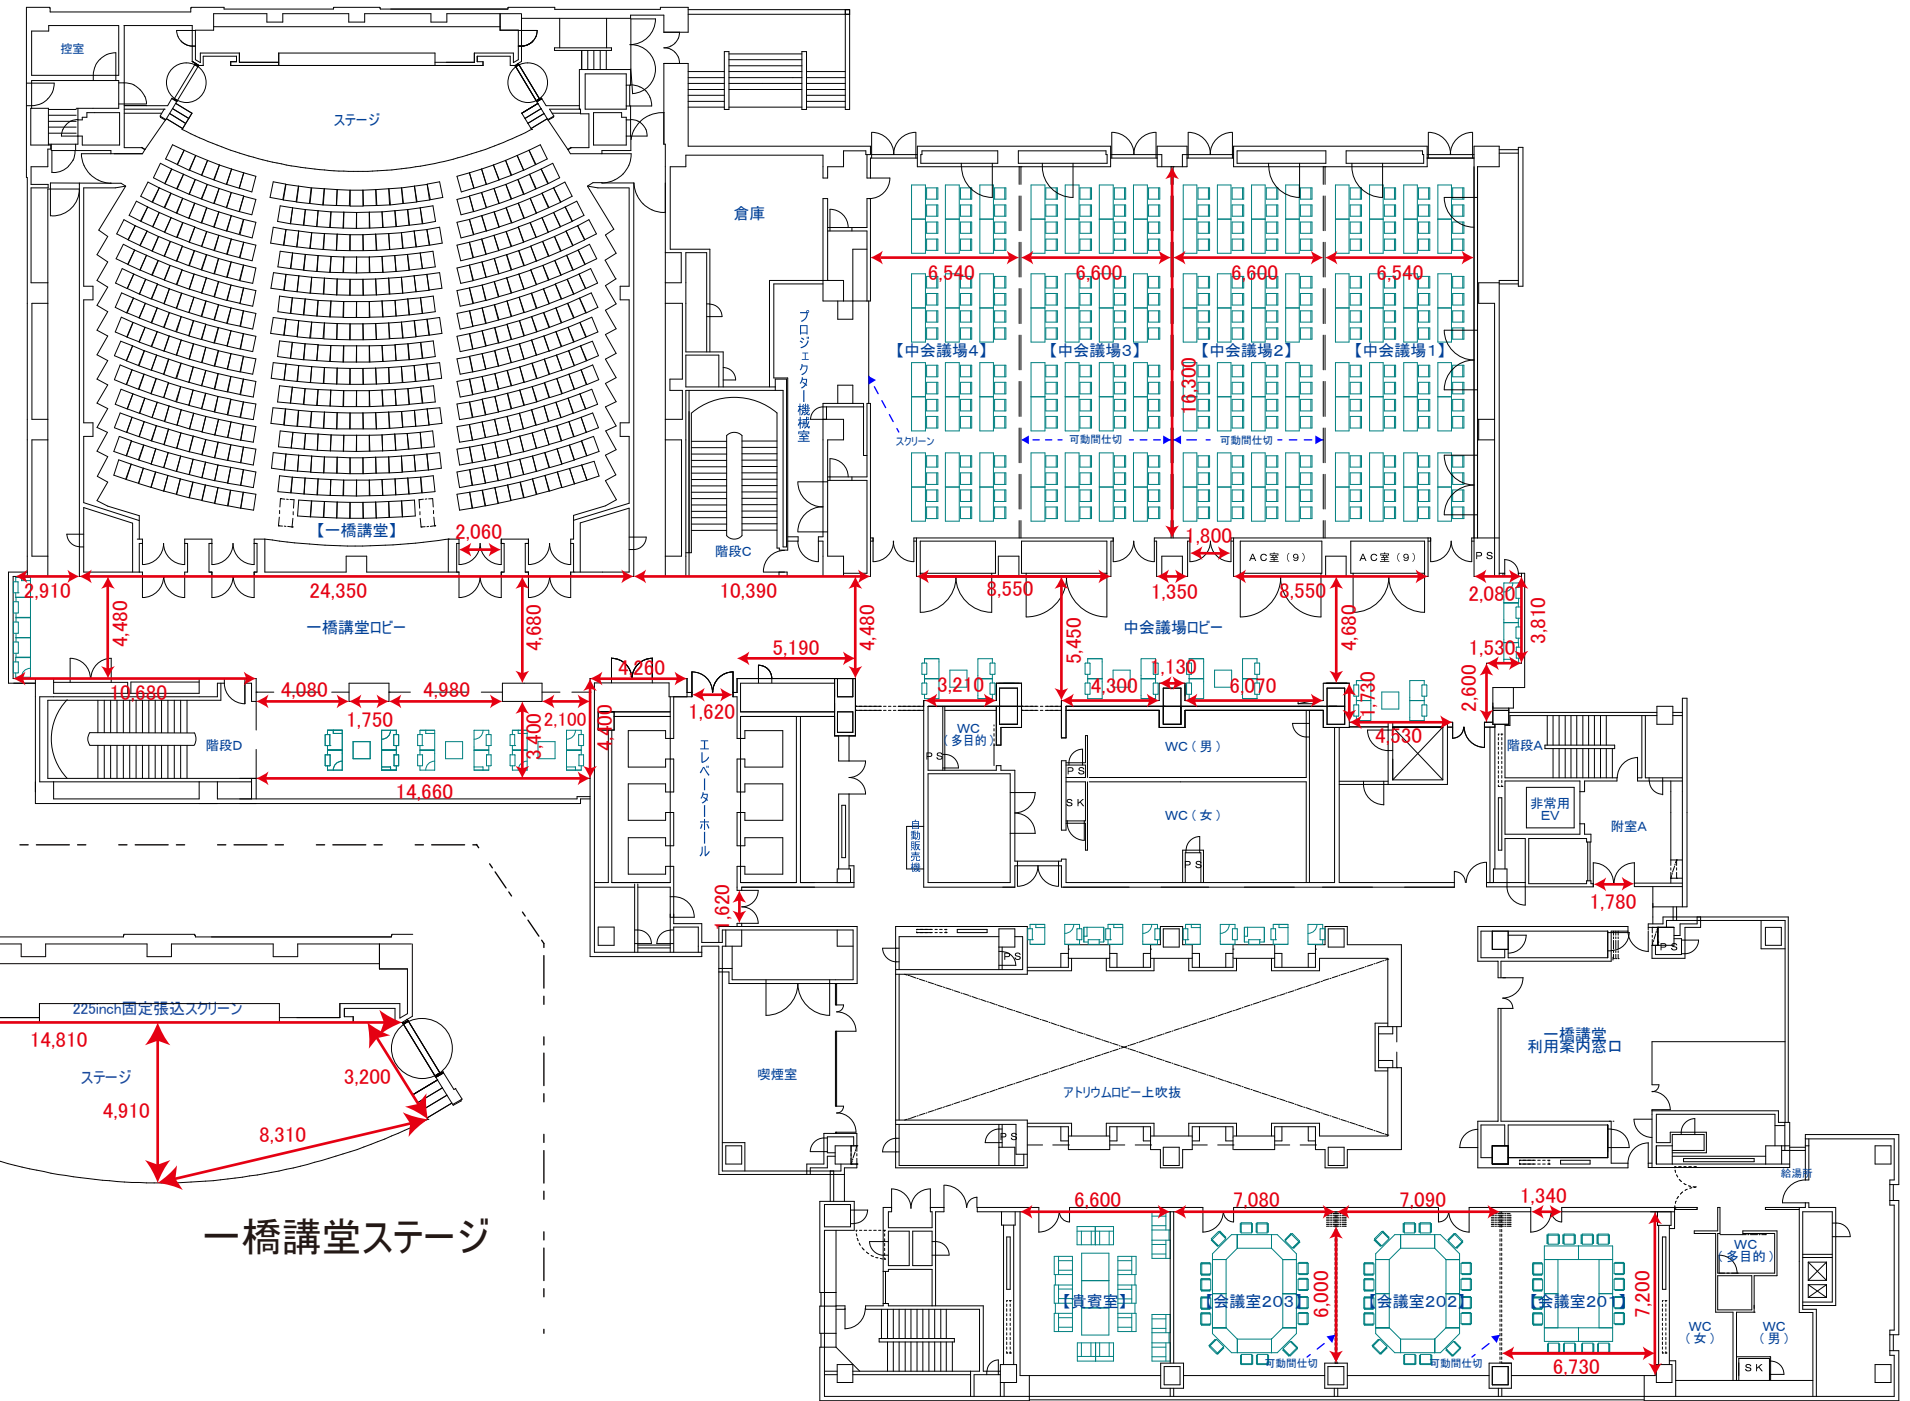 控室
ステージ
倉庫
プロジェクター機械室
6,540
6,600
6,600
6,540
【中会議場4】
【中会議場3】
【中会議場2】
【中会議場1】
16,300
スクリーン
可動間仕切
可動間仕切
【一橋講堂】
2,060
階段C
1,800
AC室(9)
AC室(9)
PS
2,910
24,350
10,390
8,550
1,350
8,550
2,080
4,480
4,680
4,480
5,450
4,680
3,810
一橋講堂ロビー
中会議場ロビー
5,190
4,260
1,130
1,530
10,680
4,080
4,980
1,750
2,100
3,400
4,400
1,620
3,210
4,300
6,070
1,730
2,600
4,530
階段D
14,660
エレベーターホール
WC
(多目的)
PS
WC(男)
PS
SK
WC(女)
PS
自動販売機
階段A
非常用
EV
附室A
1,780
1,620
PS
PS
225inch固定張込スクリーン
14,810
ステージ
3,200
4,910
8,310
一橋講堂ステージ
喫煙室
アトリウムロビー上吹抜
一橋講堂
利用案内窓口
PS
給湯所
6,600
7,080
7,090
1,340
【貴賓室】
【会議室203】
6,000
【会議室202】
【会議室201】
7,200
可動間仕切
可動間仕切
6,730
WC
(多目的)
WC
(女)
WC
(男)
SK